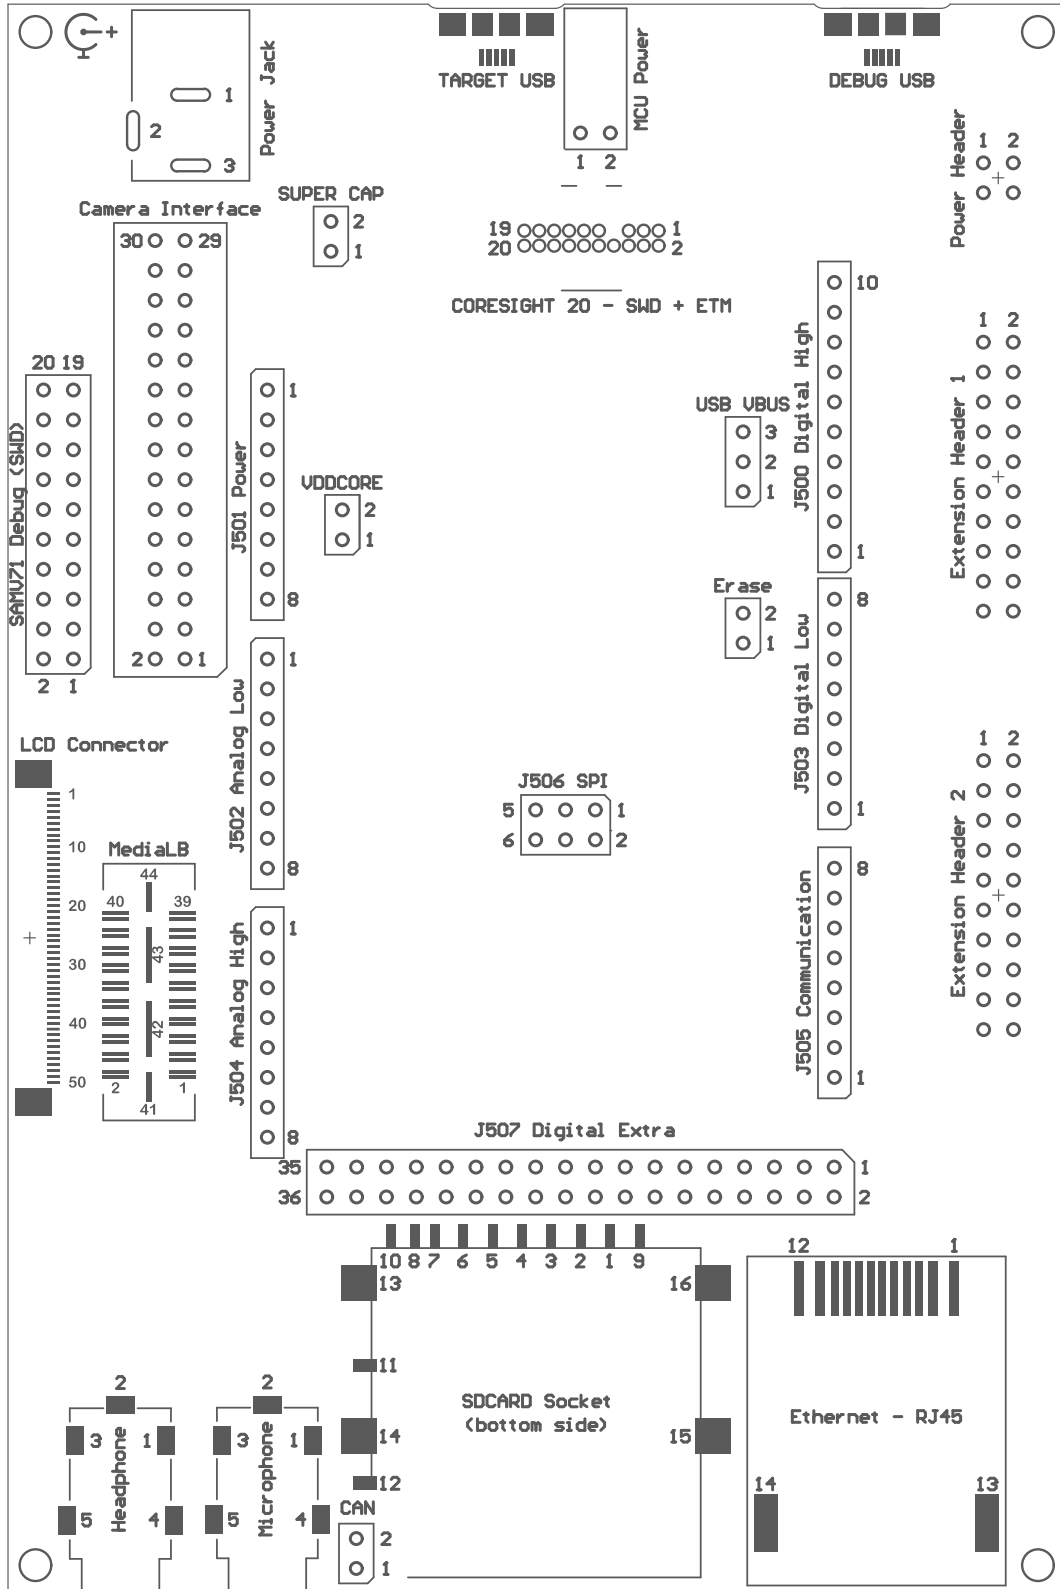 +
1
2
3
Power Jack
TARGET USB
MCU Power
1 2
DEBUG USB
Power Header
1 2
SUPER CAP
2
1
Camera Interface
30 29
2 1
19 1
20 2
CORESIGHT 20 - SWD + ETM
10
J500 Digital High
1
1 2
Extension Header 1
20 19
SAMV71 Debug (SWD)
2 1
1
J501 Power
8
VDDCORE
2
1
USB VBUS
3
2
1
Erase
2
1
8
J503 Digital Low
1
1
J502 Analog Low
8
LCD Connector
1
10
20
30
40
50
MediaLB
44
40 39
43
42
2 1
41
J506 SPI
5 1
6 2
1 2
Extension Header 2
8
J505 Communication
1
1
J504 Analog High
8
J507 Digital Extra
35 1
36 2
10 8 7 6 5 4 3 2 1 9
13 16
11
14 15
12
SDCARD Socket
(bottom side)
12 1
Ethernet - RJ45
14 13
2
3 1
Headphone
5 4
2
3 1
Microphone
5 4
CAN
2
1